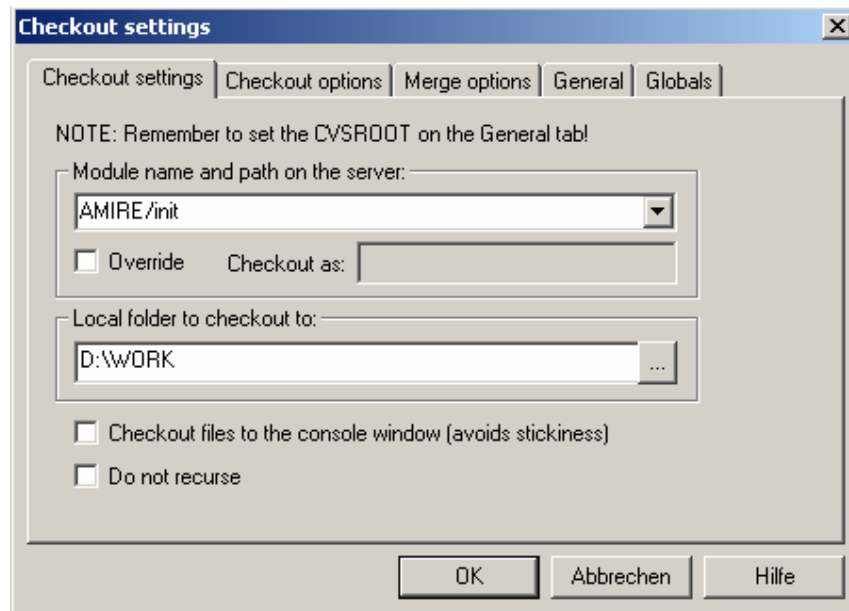 Checkout settings
Checkout settings Checkout options Merge options General Globals
NOTE: Remember to set the CVSROOT on the General tab!
Module name and path on the server:
AMIRE/init
Override Checkout as:
Local folder to checkout to:
D:\WORK
...
Checkout files to the console window (avoids stickiness)
Do not recurse
OK Abbrechen Hilfe